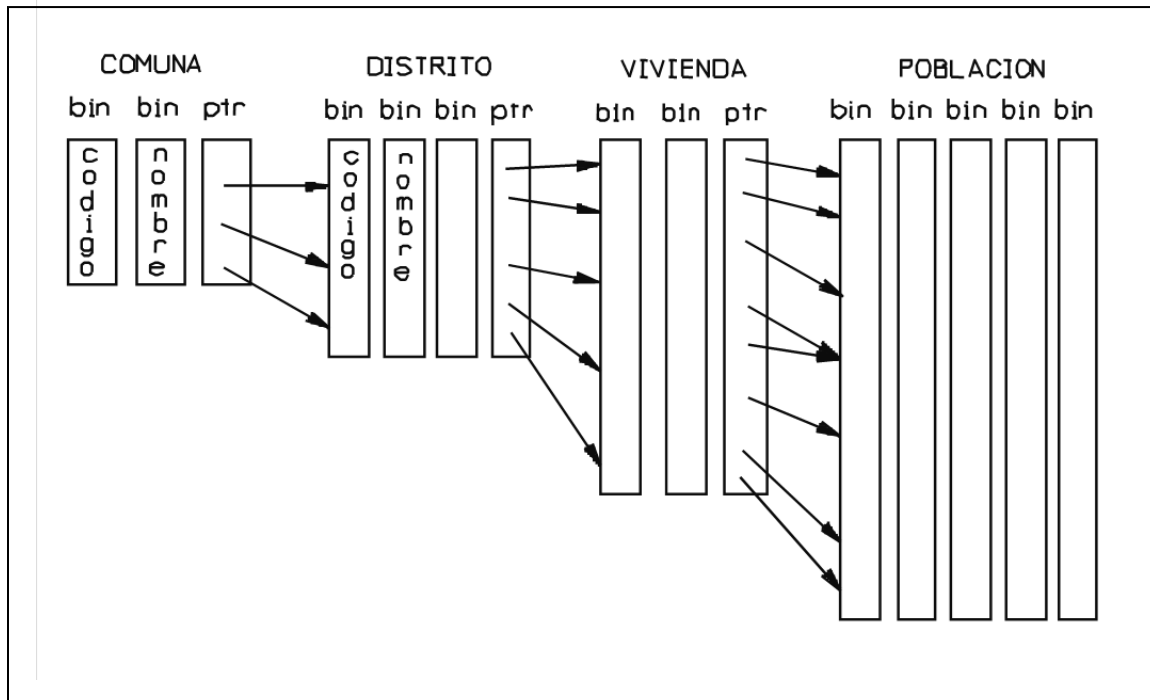 COMUNA DISTRITO VIVIENDA POBLACION
bin bin ptr bin bin bin ptr bin bin ptr bin bin bin bin bin
codigo nombre codigo nombre